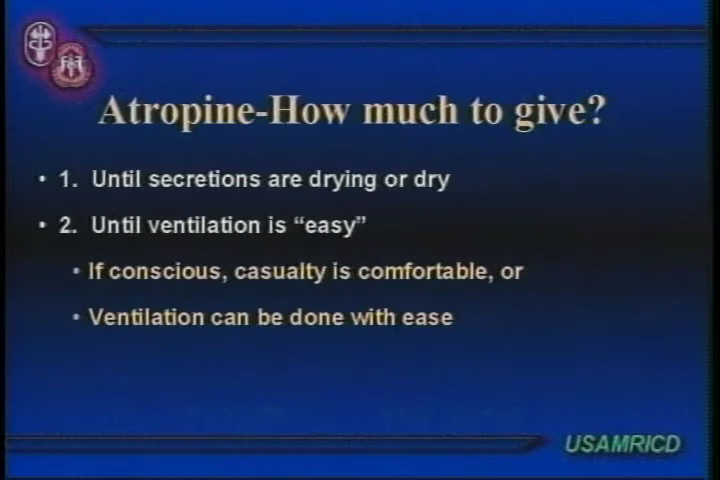 Atropine-How much to give?
• 1. Until secretions are drying or dry
• 2. Until ventilation is “easy”
• If conscious, casualty is comfortable, or
• Ventilation can be done with ease
USAMRICD